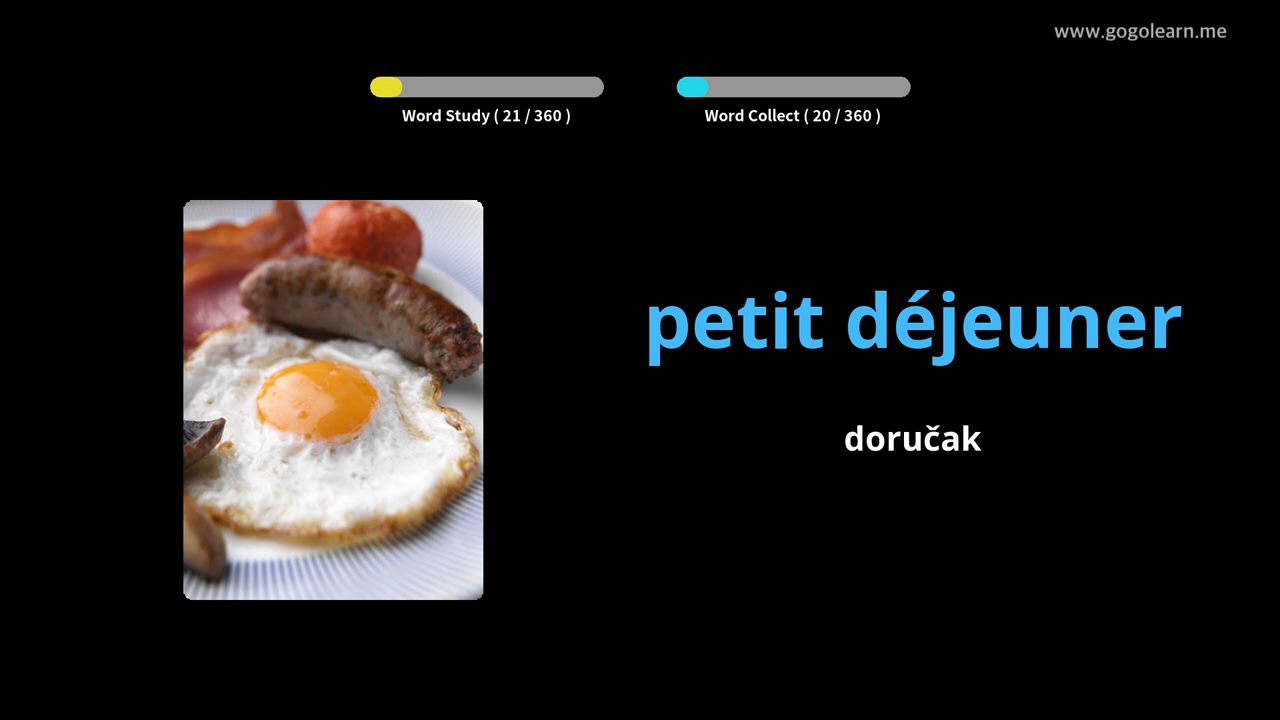 www.gogolearn.me
Word Study ( 21 / 360 )
Word Collect ( 20 / 360 )
petit déjeuner
doručak